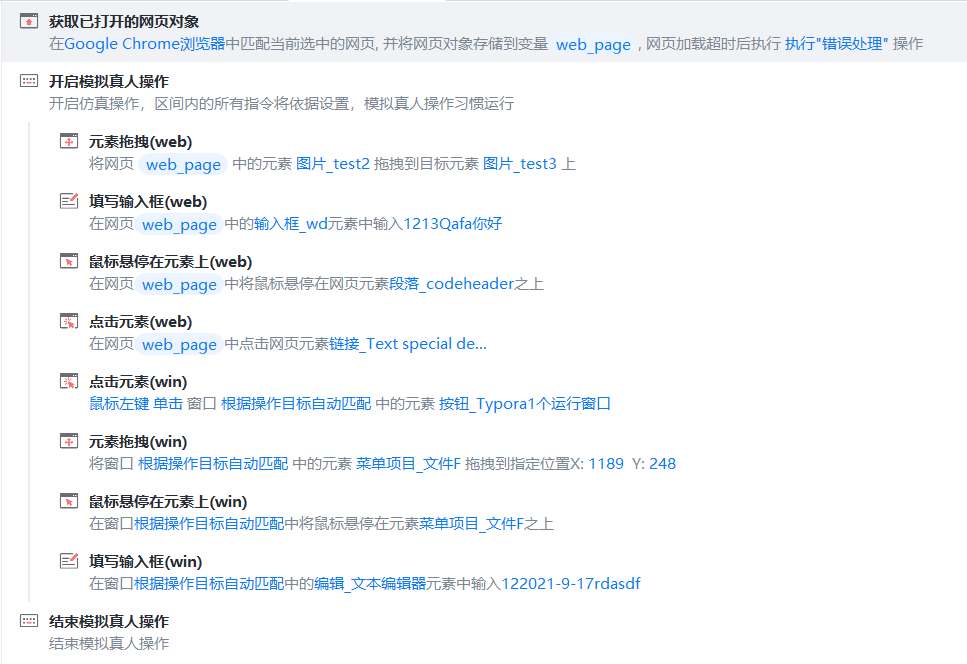 获取已打开的网页对象
在Google Chrome浏览器中匹配当前选中的网页, 并将网页对象存储到变量 web_page , 网页加载超时后执行 执行"错误处理" 操作
开启模拟真人操作
开启仿真操作，区间内的所有指令将依据设置，模拟真人操作习惯运行
元素拖拽(web)
将网页 web_page 中的元素 图片_test2 拖拽到目标元素 图片_test3 上
填写输入框(web)
在网页 web_page 中的输入框_wd元素中输入1213Qafa你好
鼠标悬停在元素上(web)
在网页 web_page 中将鼠标悬停在网页元素段落_codeheader之上
点击元素(web)
在网页 web_page 中点击网页元素链接_Text special de...
点击元素(win)
鼠标左键 单击 窗口 根据操作目标自动匹配 中的元素 按钮_Typora1个运行窗口
元素拖拽(win)
将窗口 根据操作目标自动匹配 中的元素 菜单项目_文件F 拖拽到指定位置X: 1189 Y: 248
鼠标悬停在元素上(win)
在窗口根据操作目标自动匹配中将鼠标悬停在元素菜单项目_文件F之上
填写输入框(win)
在窗口根据操作目标自动匹配中的编辑_文本编辑器元素中输入122021-9-17rdasdf
结束模拟真人操作
结束模拟真人操作